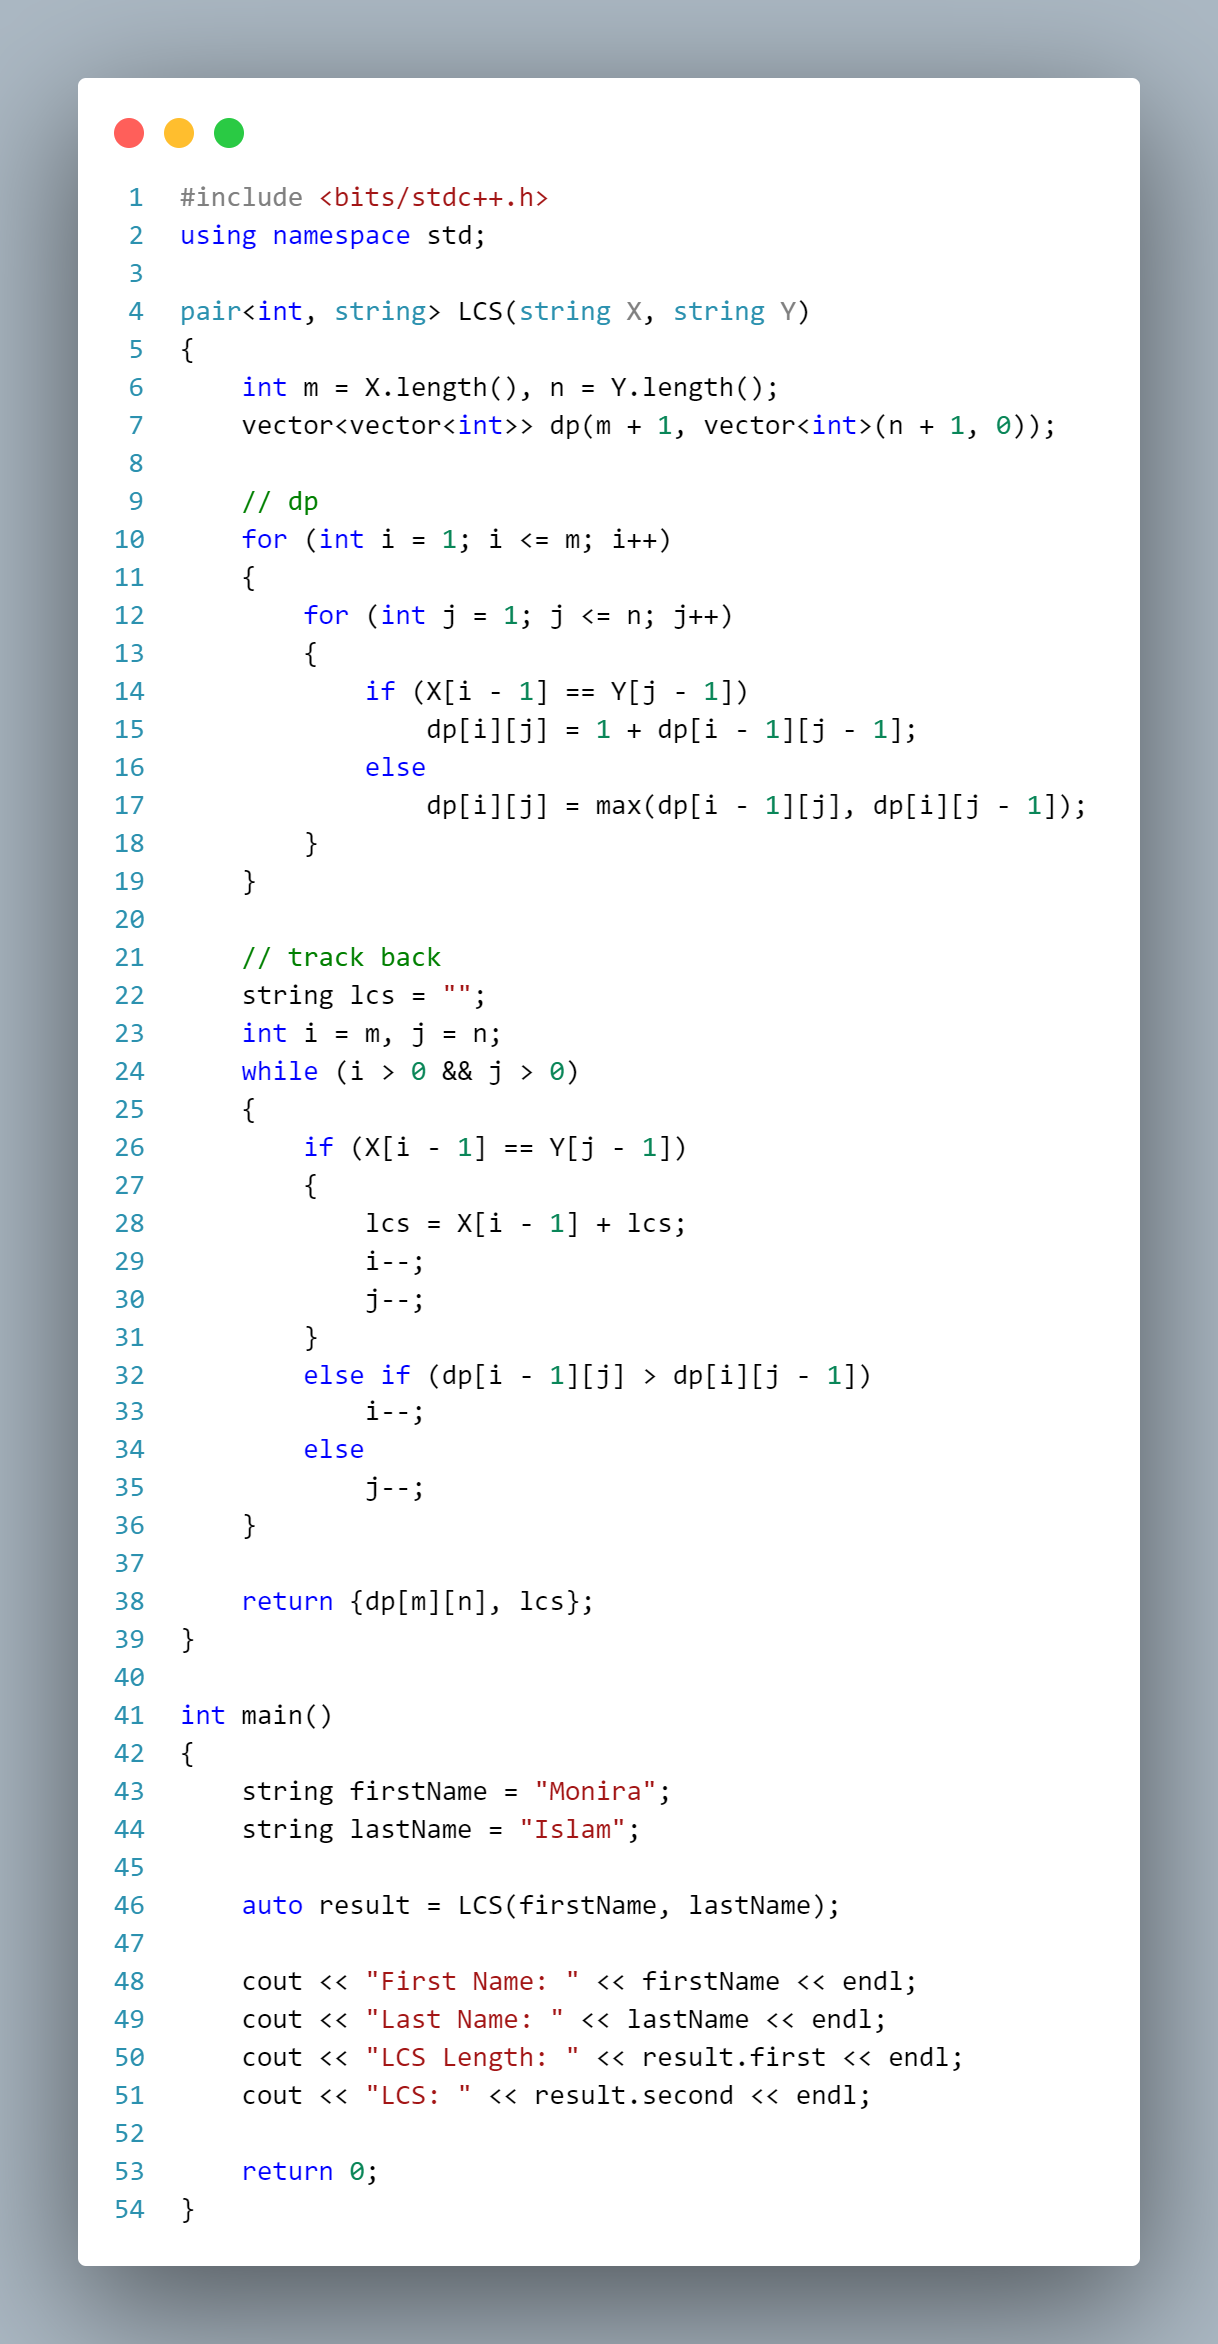 1 #include <bits/stdc++.h>
2 using namespace std;
3
4 pair<int, string> LCS(string X, string Y)
5 {
6     int m = X.length(), n = Y.length();
7     vector<vector<int>> dp(m + 1, vector<int>(n + 1, 0));
8
9     // dp
10     for (int i = 1; i <= m; i++)
11     {
12         for (int j = 1; j <= n; j++)
13         {
14             if (X[i - 1] == Y[j - 1])
15                 dp[i][j] = 1 + dp[i - 1][j - 1];
16             else
17                 dp[i][j] = max(dp[i - 1][j], dp[i][j - 1]);
18         }
19     }
20
21     // track back
22     string lcs = "";
23     int i = m, j = n;
24     while (i > 0 && j > 0)
25     {
26         if (X[i - 1] == Y[j - 1])
27         {
28             lcs = X[i - 1] + lcs;
29             i--;
30             j--;
31         }
32         else if (dp[i - 1][j] > dp[i][j - 1])
33             i--;
34         else
35             j--;
36     }
37
38     return {dp[m][n], lcs};
39 }
40
41 int main()
42 {
43     string firstName = "Monira";
44     string lastName = "Islam";
45
46     auto result = LCS(firstName, lastName);
47
48     cout << "First Name: " << firstName << endl;
49     cout << "Last Name: " << lastName << endl;
50     cout << "LCS Length: " << result.first << endl;
51     cout << "LCS: " << result.second << endl;
52
53     return 0;
54 }